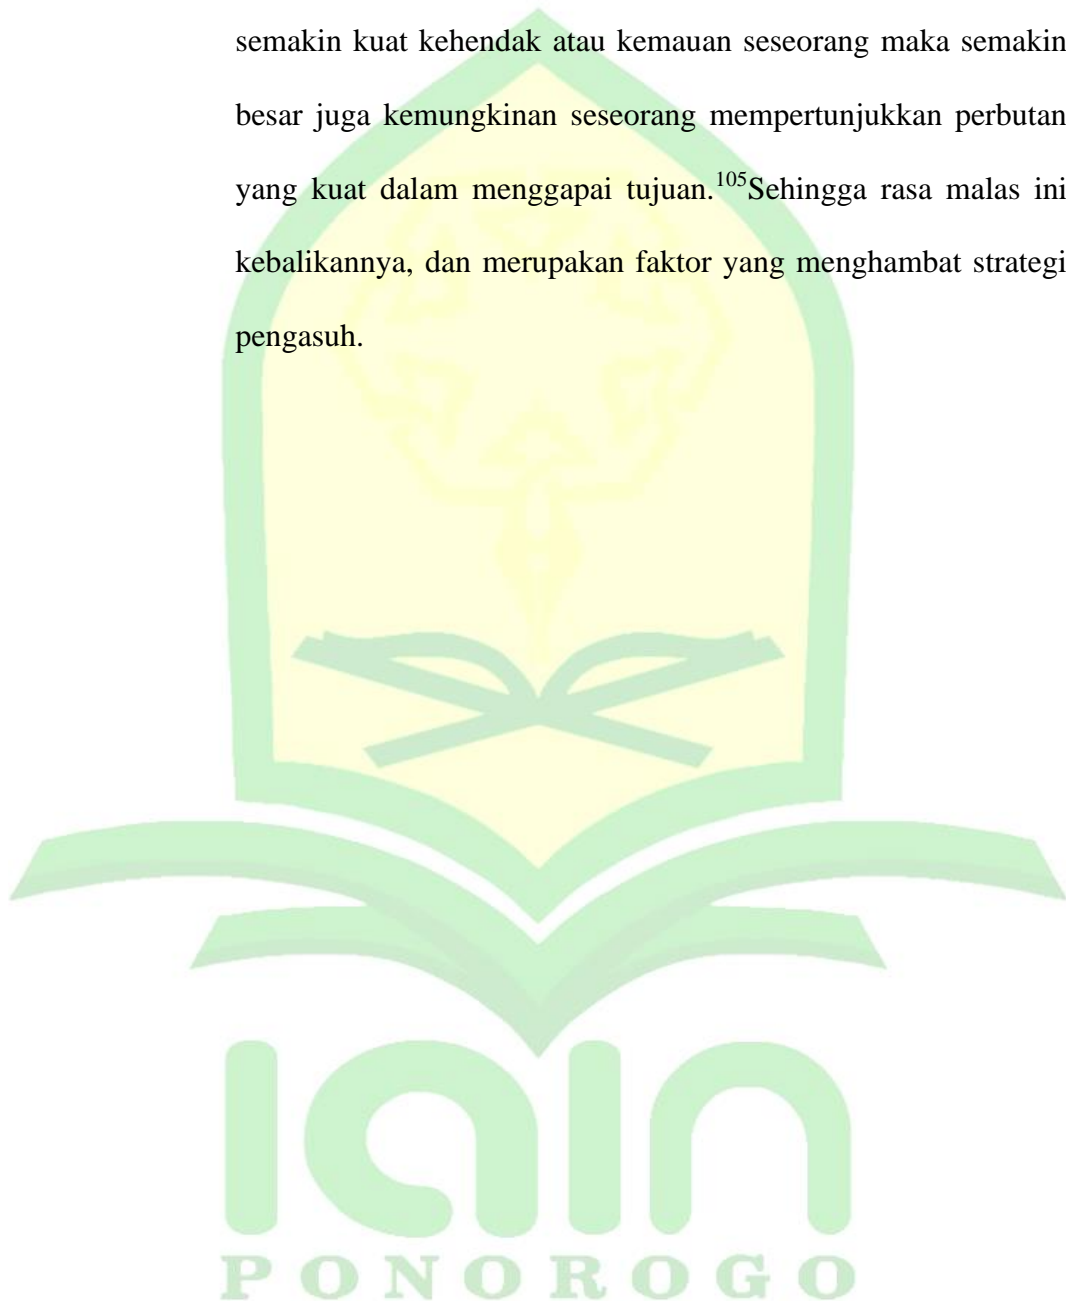 semakin kuat kehendak atau kemauan seseorang maka semakin
besar juga kemungkinan seseorang mempertunjukkan perbutan
yang kuat dalam menggapai tujuan.105Sehingga rasa malas ini
kebalikannya, dan merupakan faktor yang menghambat strategi
pengasuh.
iain
PONOROGO